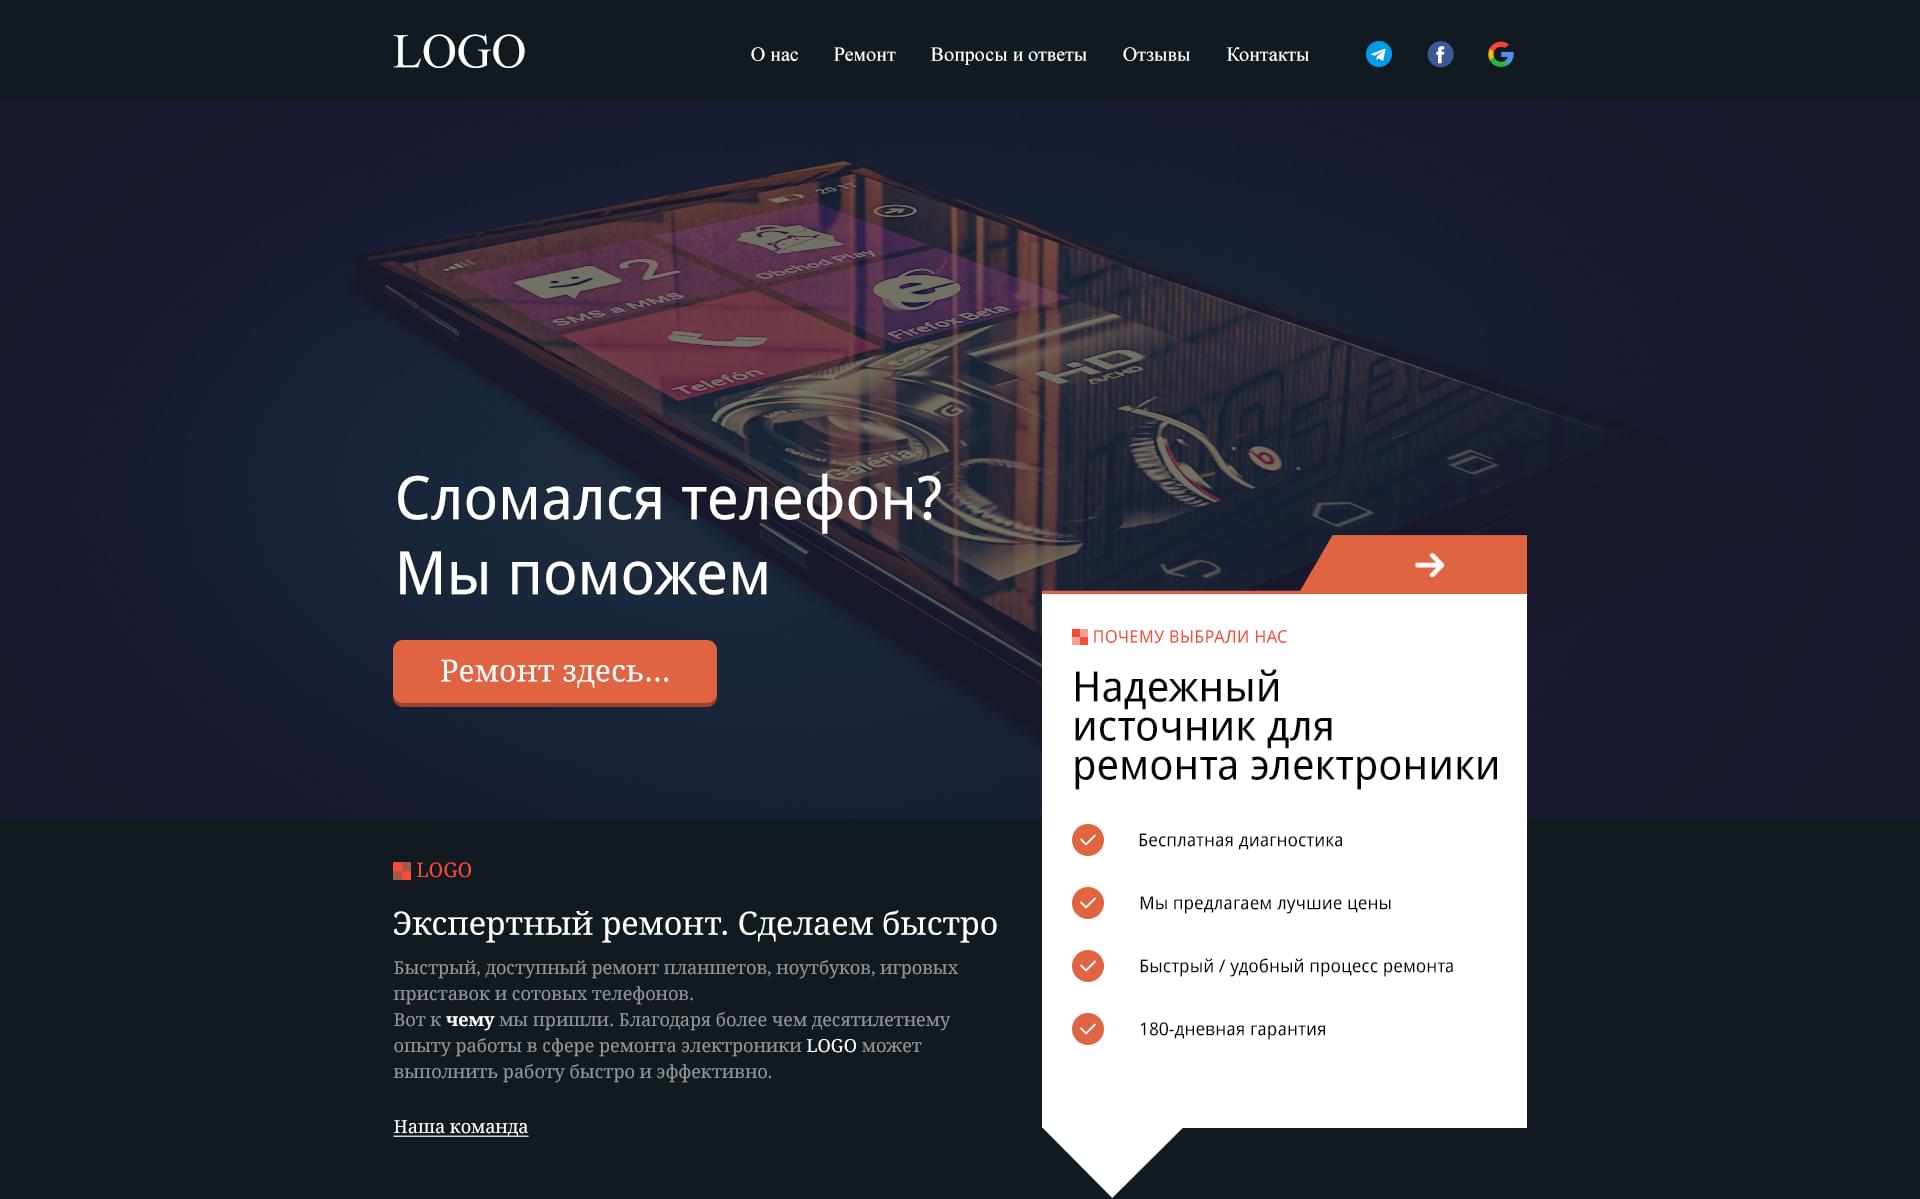 LOGO
О нас
Ремонт
Вопросы и ответы
Отзывы
Контакты
20:17
2
SMS a MMS
Obchod Play
Firefox Beta
Telefón
HD
AVCHD
Galéria
b
Сломался телефон?
Мы поможем
Ремонт здесь...
ПОЧЕМУ ВЫБРАЛИ НАС
Надежный
источник для
ремонта электроники
Бесплатная диагностика
Мы предлагаем лучшие цены
Быстрый / удобный процесс ремонта
180-дневная гарантия
LOGO
Экспертный ремонт. Сделаем быстро
Быстрый, доступный ремонт планшетов, ноутбуков, игровых
приставок и сотовых телефонов.
Вот к чему мы пришли. Благодаря более чем десятилетнему
опыту работы в сфере ремонта электроники LOGO может
выполнить работу быстро и эффективно.
Наша команда